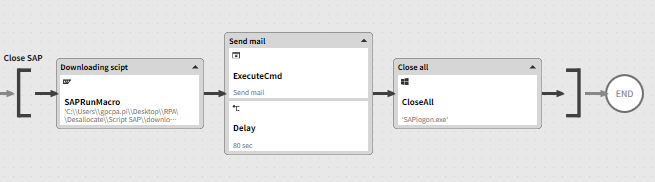 Close SAP
Downloading scipt
SAPRunMacro
'C:\\Users\\gpcpa.pi\\Desktop\\RPA\
\Desallocate\\Script SAP\\downlo···
Send mail
ExecuteCmd
Send mail
Delay
80 sec
Close all
CloseAll
'SAPlogon.exe'
END